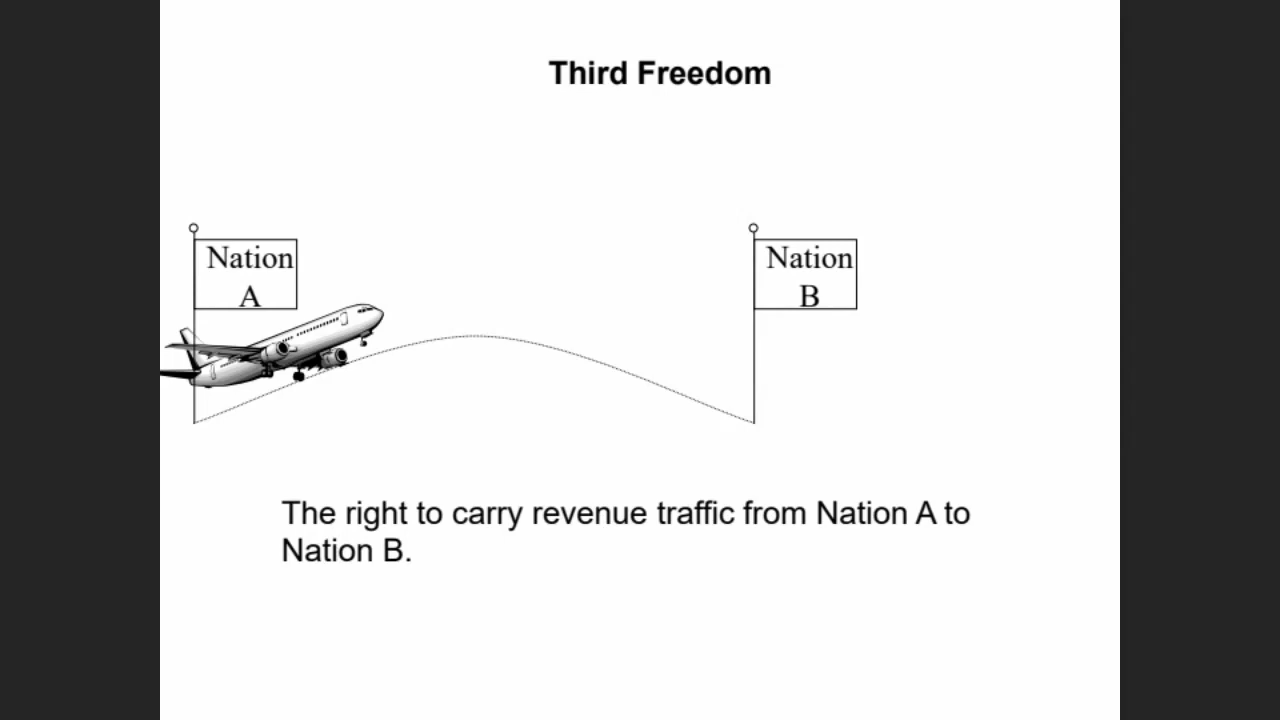 Third Freedom
Nation
A
Nation
B
The right to carry revenue traffic from Nation A to
Nation B.